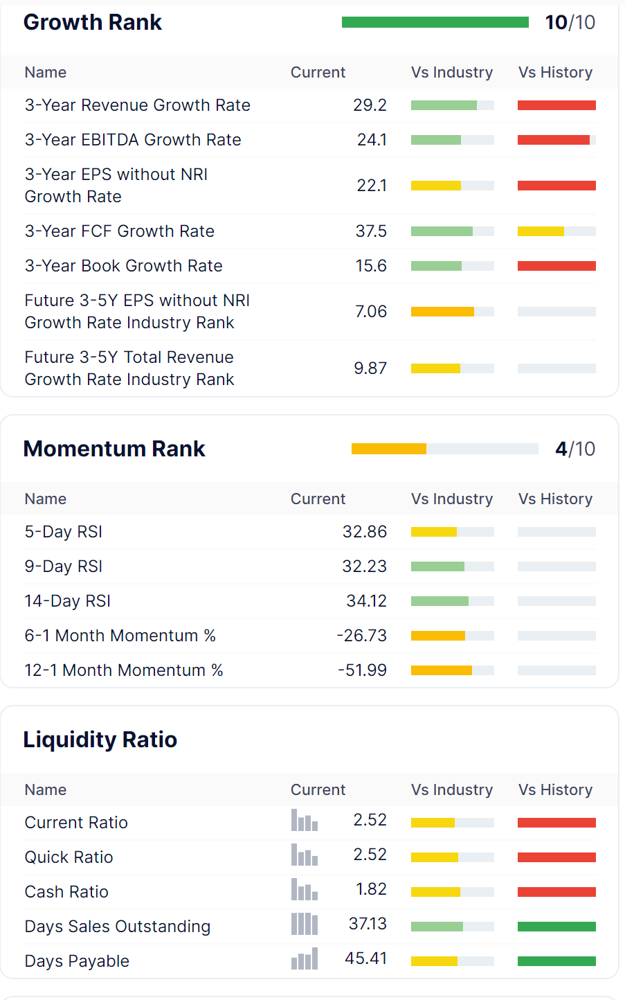 Growth Rank 10/10
Name Current Vs Industry Vs History
3-Year Revenue Growth Rate 29.2
3-Year EBITDA Growth Rate 24.1
3-Year EPS without NRI
Growth Rate 22.1
3-Year FCF Growth Rate 37.5
3-Year Book Growth Rate 15.6
Future 3-5Y EPS without NRI
Growth Rate Industry Rank 7.06
Future 3-5Y Total Revenue
Growth Rate Industry Rank 9.87
Momentum Rank 4/10
Name Current Vs Industry Vs History
5-Day RSI 32.86
9-Day RSI 32.23
14-Day RSI 34.12
6-1 Month Momentum % -26.73
12-1 Month Momentum % -51.99
Liquidity Ratio
Name Current Vs Industry Vs History
Current Ratio 2.52
Quick Ratio 2.52
Cash Ratio 1.82
Days Sales Outstanding 37.13
Days Payable 45.41